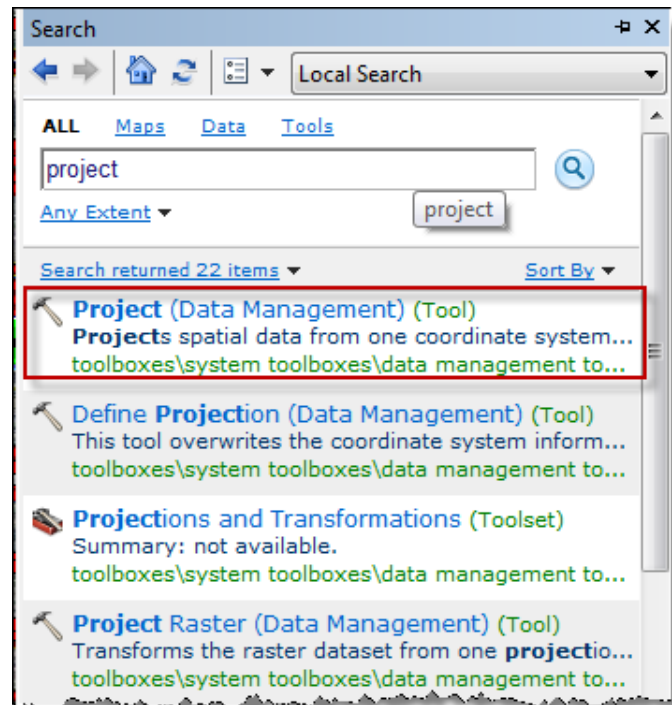 Search
Local Search
ALL Maps Data Tools
project
Any Extent
project
Search returned 22 items Sort By
Project (Data Management) (Tool)
Projects spatial data from one coordinate system...
toolboxes\system toolboxes\data management to...
Define Projection (Data Management) (Tool)
This tool overwrites the coordinate system inform...
toolboxes\system toolboxes\data management to...
Projections and Transformations (Toolset)
Summary: not available.
toolboxes\system toolboxes\data management to...
Project Raster (Data Management) (Tool)
Transforms the raster dataset from one projectio...
toolboxes\system toolboxes\data management to...